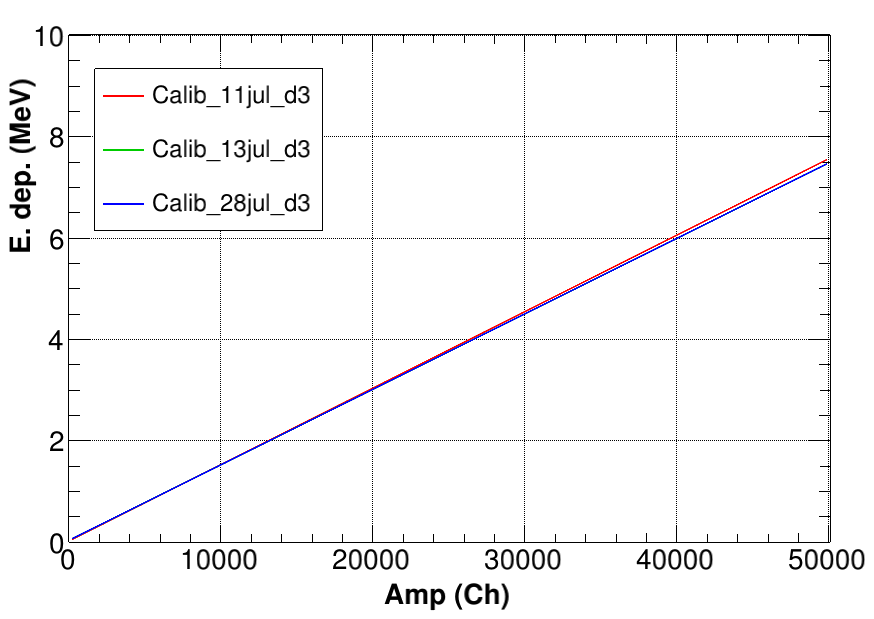 10
8
6
4
2
0
E. dep. (MeV)
Calib_11jul_d3
Calib_13jul_d3
Calib_28jul_d3
0 10000 20000 30000 40000 50000
Amp (Ch)